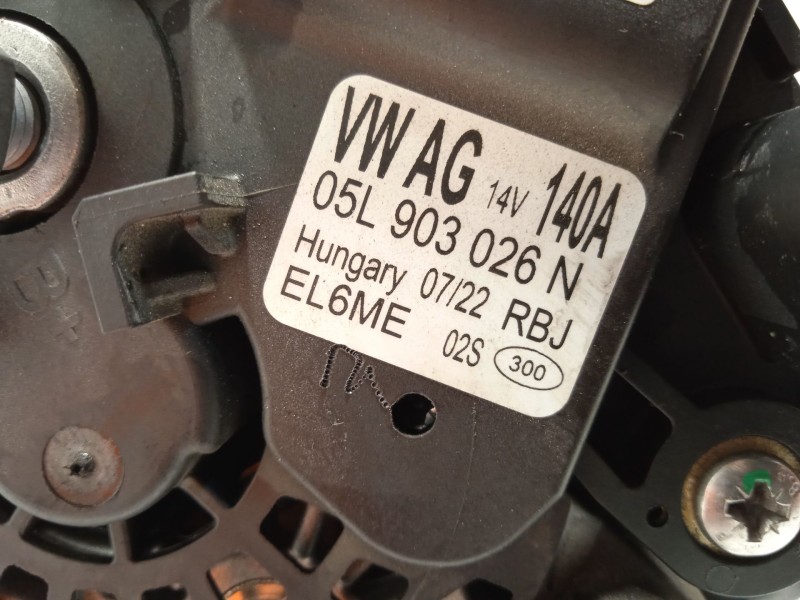 VW AG 14V 140A
05L 903 026 N
Hungary 07/22 RBJ
EL6ME 02S 300
B+